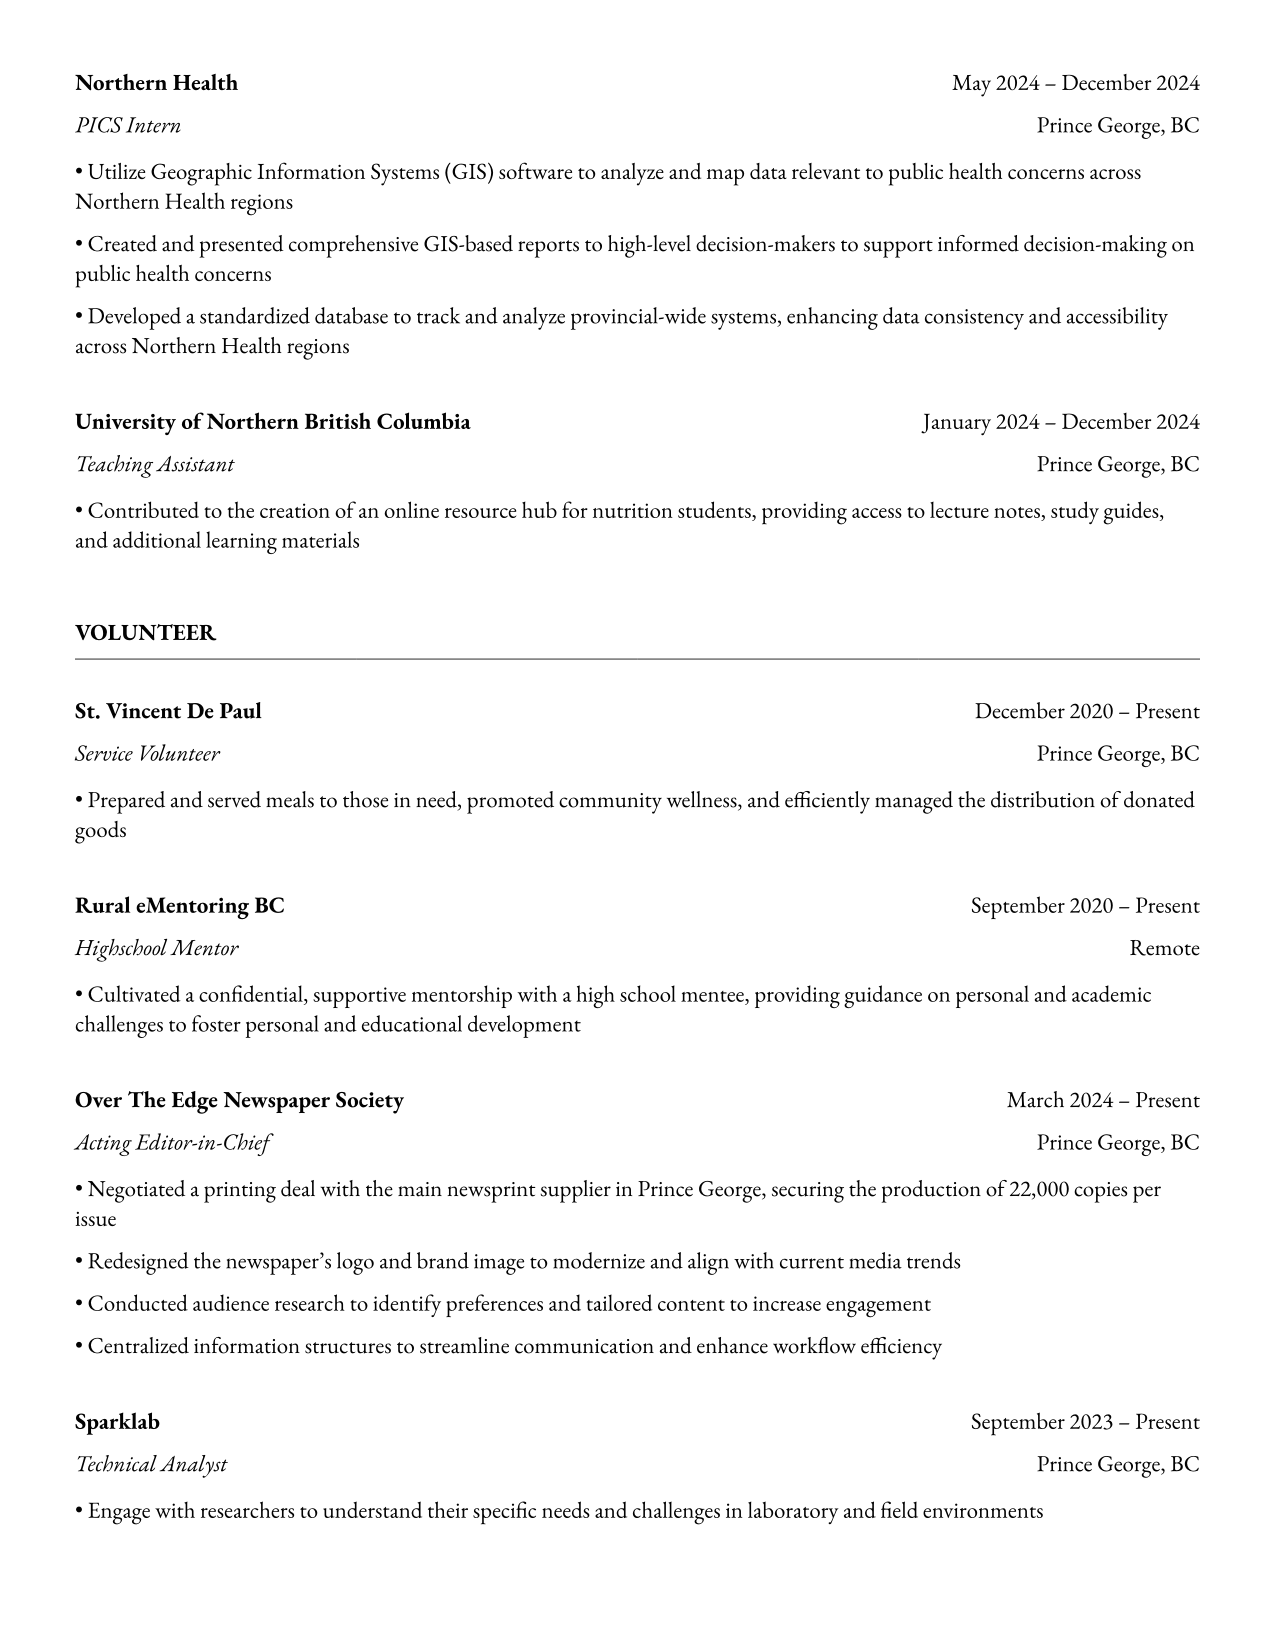 Northern Health May 2024 – December 2024
PICS Intern Prince George, BC
• Utilize Geographic Information Systems (GIS) software to analyze and map data relevant to public health concerns across
Northern Health regions
• Created and presented comprehensive GIS-based reports to high-level decision-makers to support informed decision-making on
public health concerns
• Developed a standardized database to track and analyze provincial-wide systems, enhancing data consistency and accessibility
across Northern Health regions
University of Northern British Columbia January 2024 – December 2024
Teaching Assistant Prince George, BC
• Contributed to the creation of an online resource hub for nutrition students, providing access to lecture notes, study guides,
and additional learning materials
VOLUNTEER
St. Vincent De Paul December 2020 – Present
Service Volunteer Prince George, BC
• Prepared and served meals to those in need, promoted community wellness, and efficiently managed the distribution of donated
goods
Rural eMentoring BC September 2020 – Present
Highschool Mentor Remote
• Cultivated a confidential, supportive mentorship with a high school mentee, providing guidance on personal and academic
challenges to foster personal and educational development
Over The Edge Newspaper Society March 2024 – Present
Acting Editor-in-Chief Prince George, BC
• Negotiated a printing deal with the main newsprint supplier in Prince George, securing the production of 22,000 copies per
issue
• Redesigned the newspaper’s logo and brand image to modernize and align with current media trends
• Conducted audience research to identify preferences and tailored content to increase engagement
• Centralized information structures to streamline communication and enhance workflow efficiency
Sparklab September 2023 – Present
Technical Analyst Prince George, BC
• Engage with researchers to understand their specific needs and challenges in laboratory and field environments